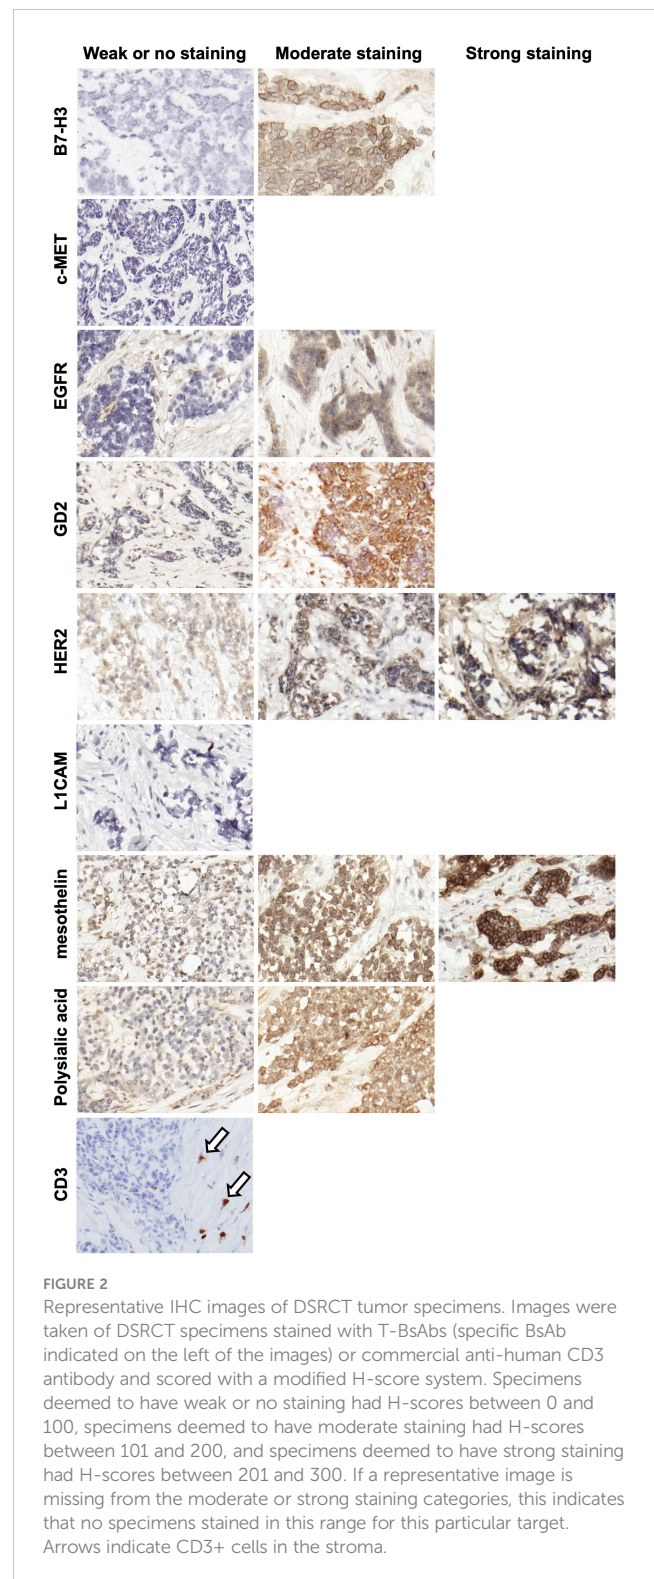 Weak or no staining Moderate staining Strong staining
B7-H3
c-MET
EGFR
GD2
HER2
L1CAM
mesothelin
Polysialic acid
CD3
FIGURE 2
Representative IHC images of DSRCT tumor specimens. Images were
taken of DSRCT specimens stained with T-BsAbs (specific BsAb
indicated on the left of the images) or commercial anti-human CD3
antibody and scored with a modified H-score system. Specimens
deemed to have weak or no staining had H-scores between 0 and
100, specimens deemed to have moderate staining had H-scores
between 101 and 200, and specimens deemed to have strong staining
had H-scores between 201 and 300. If a representative image is
missing from the moderate or strong staining categories, this indicates
that no specimens stained in this range for this particular target.
Arrows indicate CD3+ cells in the stroma.